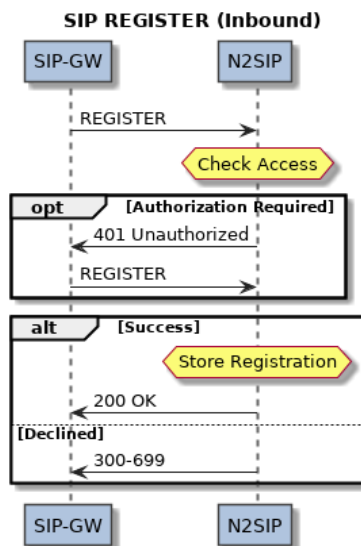 SIP REGISTER (Inbound)
SIP-GW N2SIP
REGISTER
Check Access
opt [Authorization Required]
401 Unauthorized
REGISTER
alt [Success]
Store Registration
200 OK
[Declined]
300-699
SIP-GW N2SIP